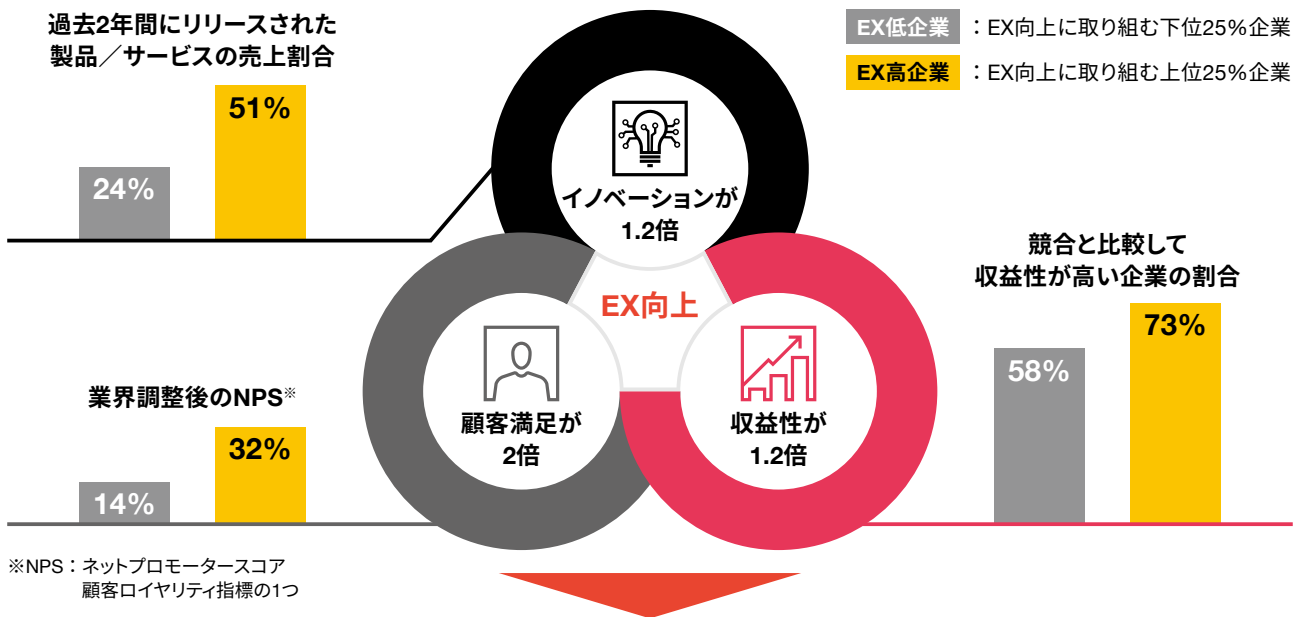 過去2年間にリリースされた
製品／サービスの売上割合
24%
51%
EX低企業 ：EX向上に取り組む下位25%企業
EX高企業 ：EX向上に取り組む上位25%企業
イノベーションが
1.2倍
EX向上
顧客満足が
2倍
収益性が
1.2倍
業界調整後のNPS※
14%
32%
競合と比較して
収益性が高い企業の割合
58%
73%
※NPS：ネットプロモータースコア
顧客ロイヤリティ指標の1つ